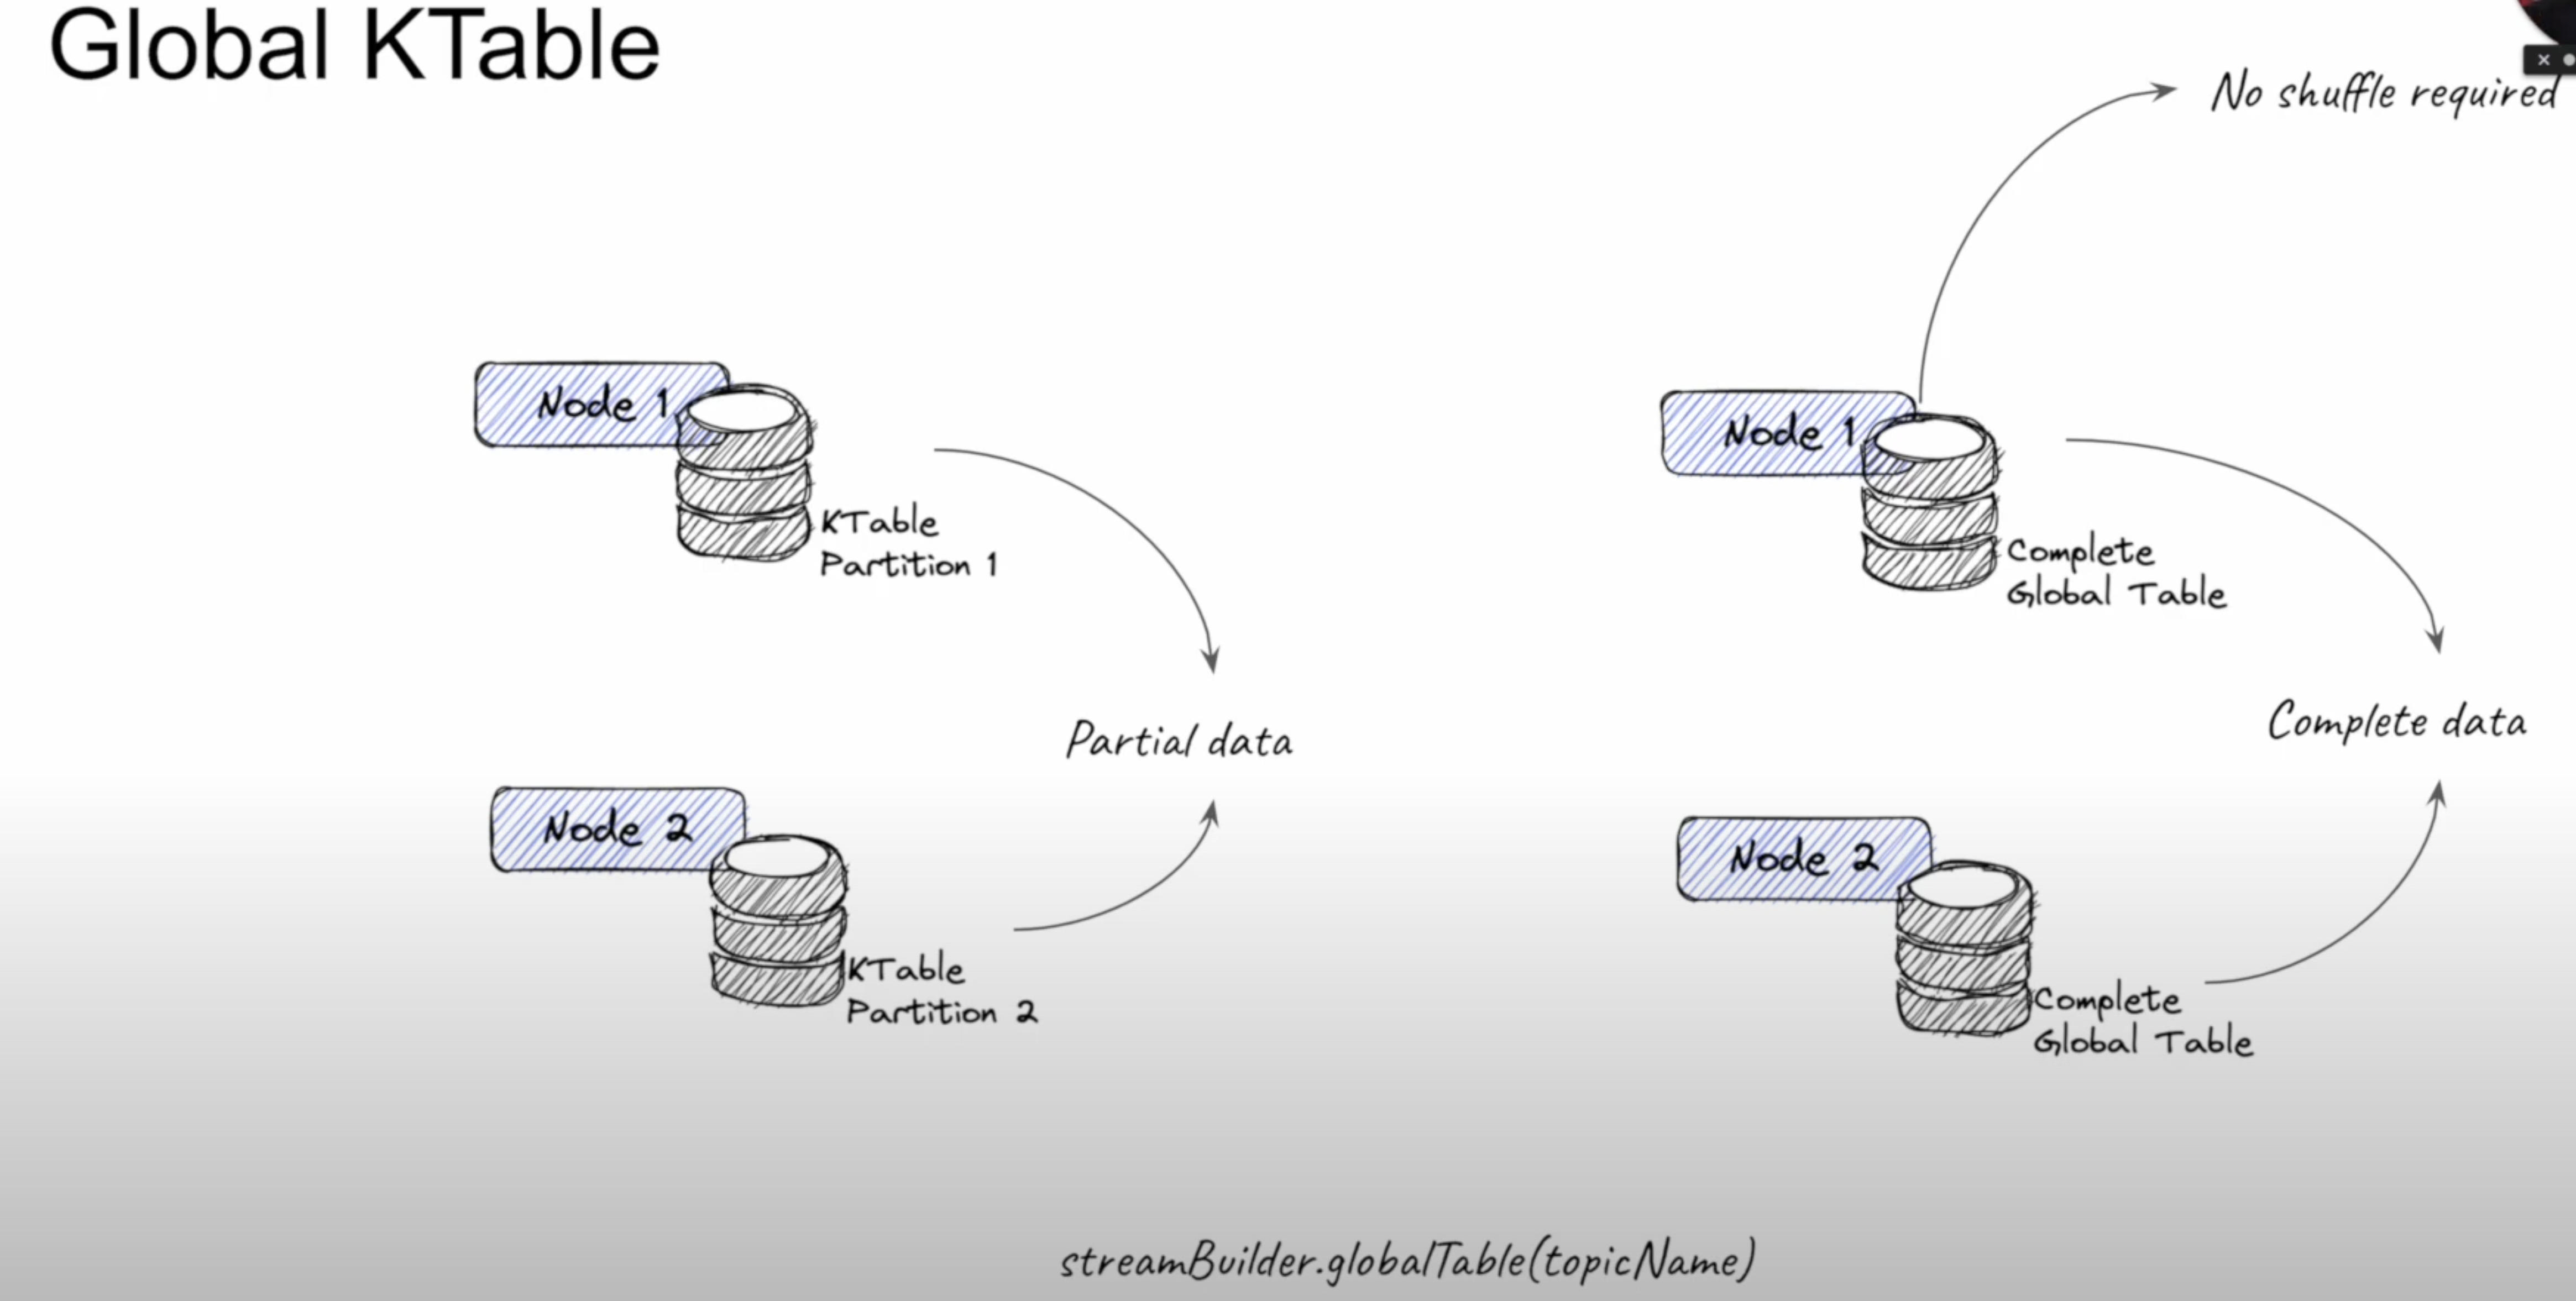 Global KTable
No shuffle required
Node 1
KTable
Partition 1
Node 1
Complete
Global Table
Partial data
Complete data
Node 2
KTable
Partition 2
Node 2
Complete
Global Table
streamBuilder.globalTable(topicName)